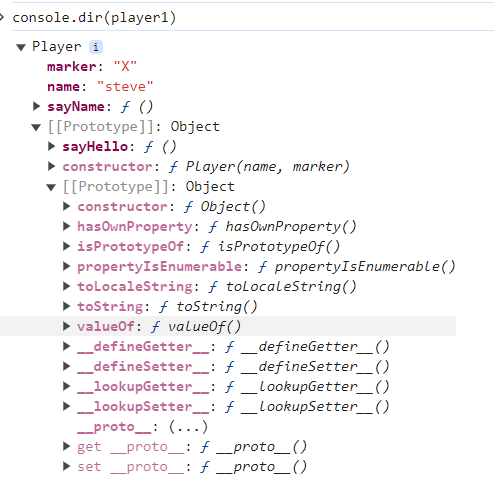 console.dir(player1)
Player i
marker: "X"
name: "steve"
sayName: ƒ ()
[[Prototype]]: Object
sayHello: ƒ ()
constructor: ƒ Player(name, marker)
[[Prototype]]: Object
constructor: ƒ Object()
hasOwnProperty: ƒ hasOwnProperty()
isPrototypeOf: ƒ isPrototypeOf()
propertyIsEnumerable: ƒ propertyIsEnumerable()
toLocaleString: ƒ toLocaleString()
toString: ƒ toString()
valueOf: ƒ valueOf()
__defineGetter__: ƒ __defineGetter__()
__defineSetter__: ƒ __defineSetter__()
__lookupGetter__: ƒ __lookupGetter__()
__lookupSetter__: ƒ __lookupSetter__()
__proto__: (...)
get __proto__: ƒ __proto__()
set __proto__: ƒ __proto__()